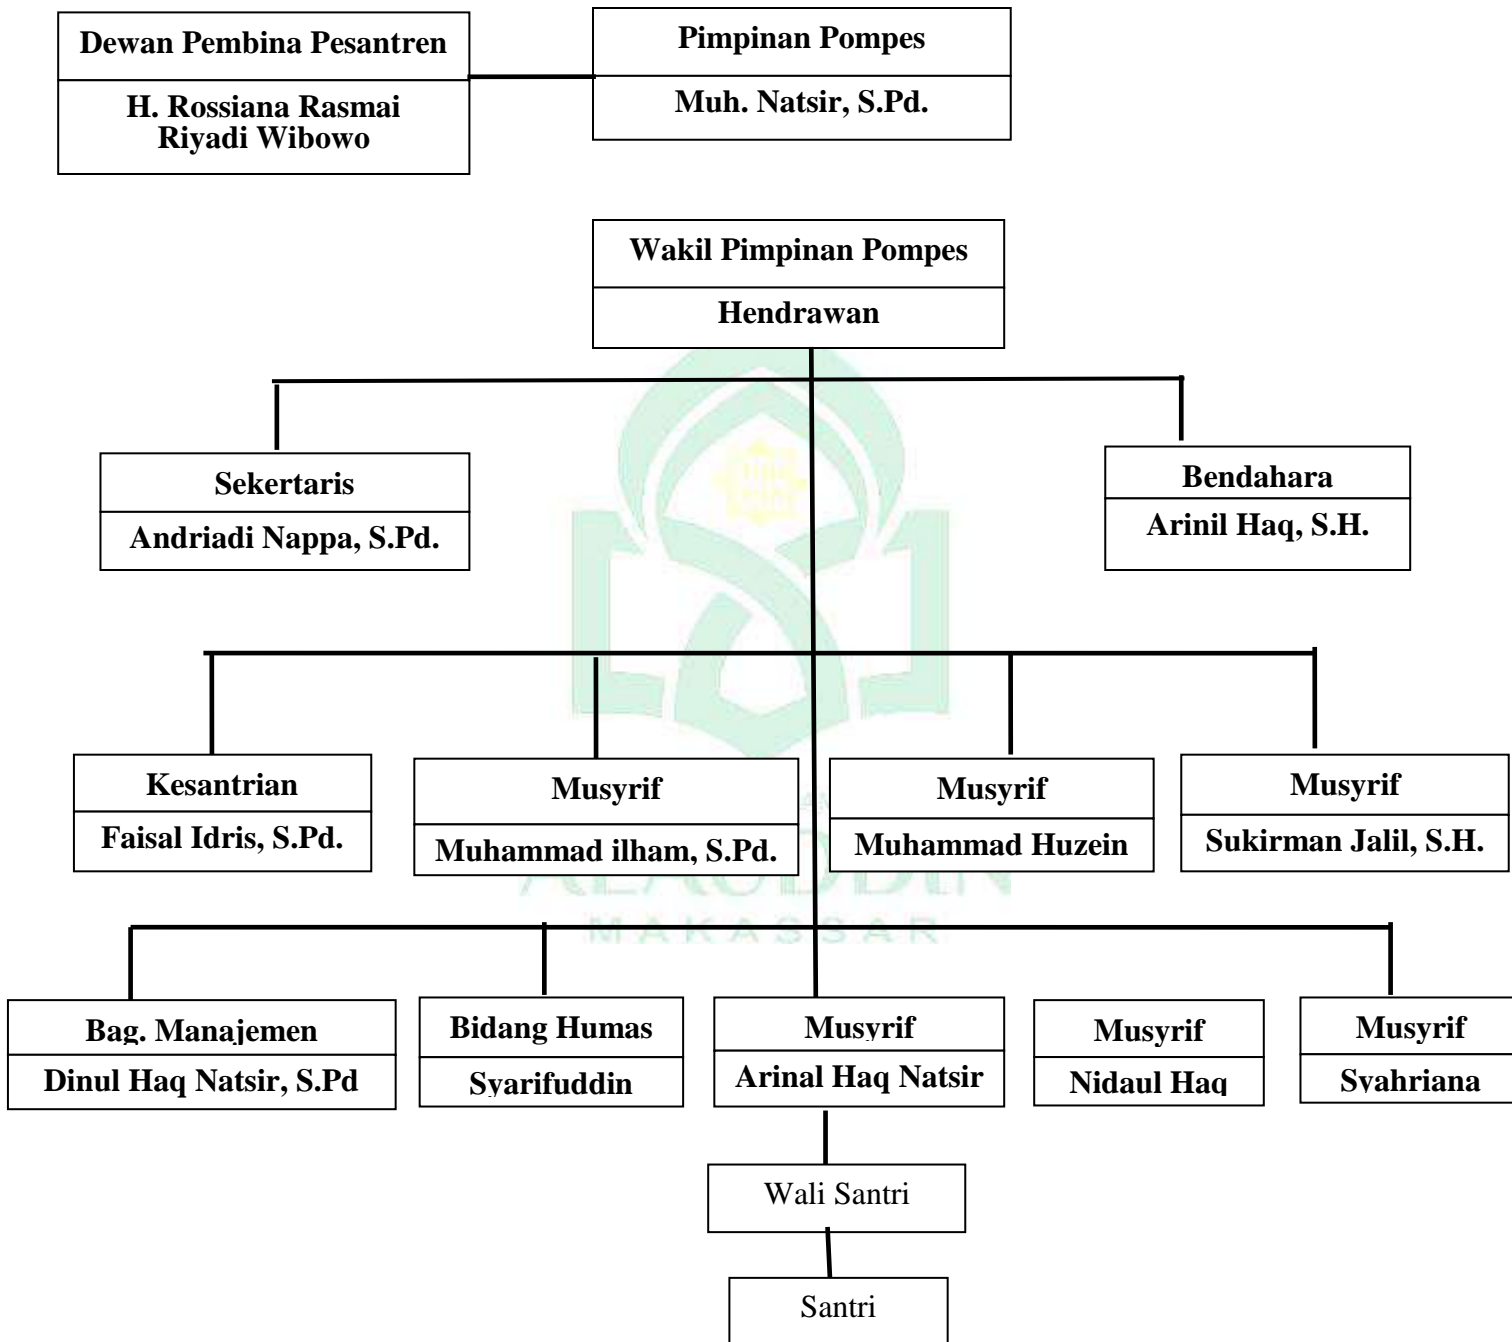 Dewan Pembina Pesantren
H. Rossiana Rasmai
Riyadi Wibowo
Pimpinan Pompes
Muh. Natsir, S.Pd.
Wakil Pimpinan Pompes
Hendrawan
Sekertaris
Andriadi Nappa, S.Pd.
Bendahara
Arinil Haq, S.H.
Kesantrian
Faisal Idris, S.Pd.
Musyrif
Muhammad ilham, S.Pd.
Musyrif
Muhammad Huzein
Musyrif
Sukirman Jalil, S.H.
ALAUDDIN
MAKASSAR
Bag. Manajemen
Dinul Haq Natsir, S.Pd
Bidang Humas
Syarifuddin
Musyrif
Arinal Haq Natsir
Musyrif
Nidaul Haq
Musyrif
Syahriana
Wali Santri
Santri